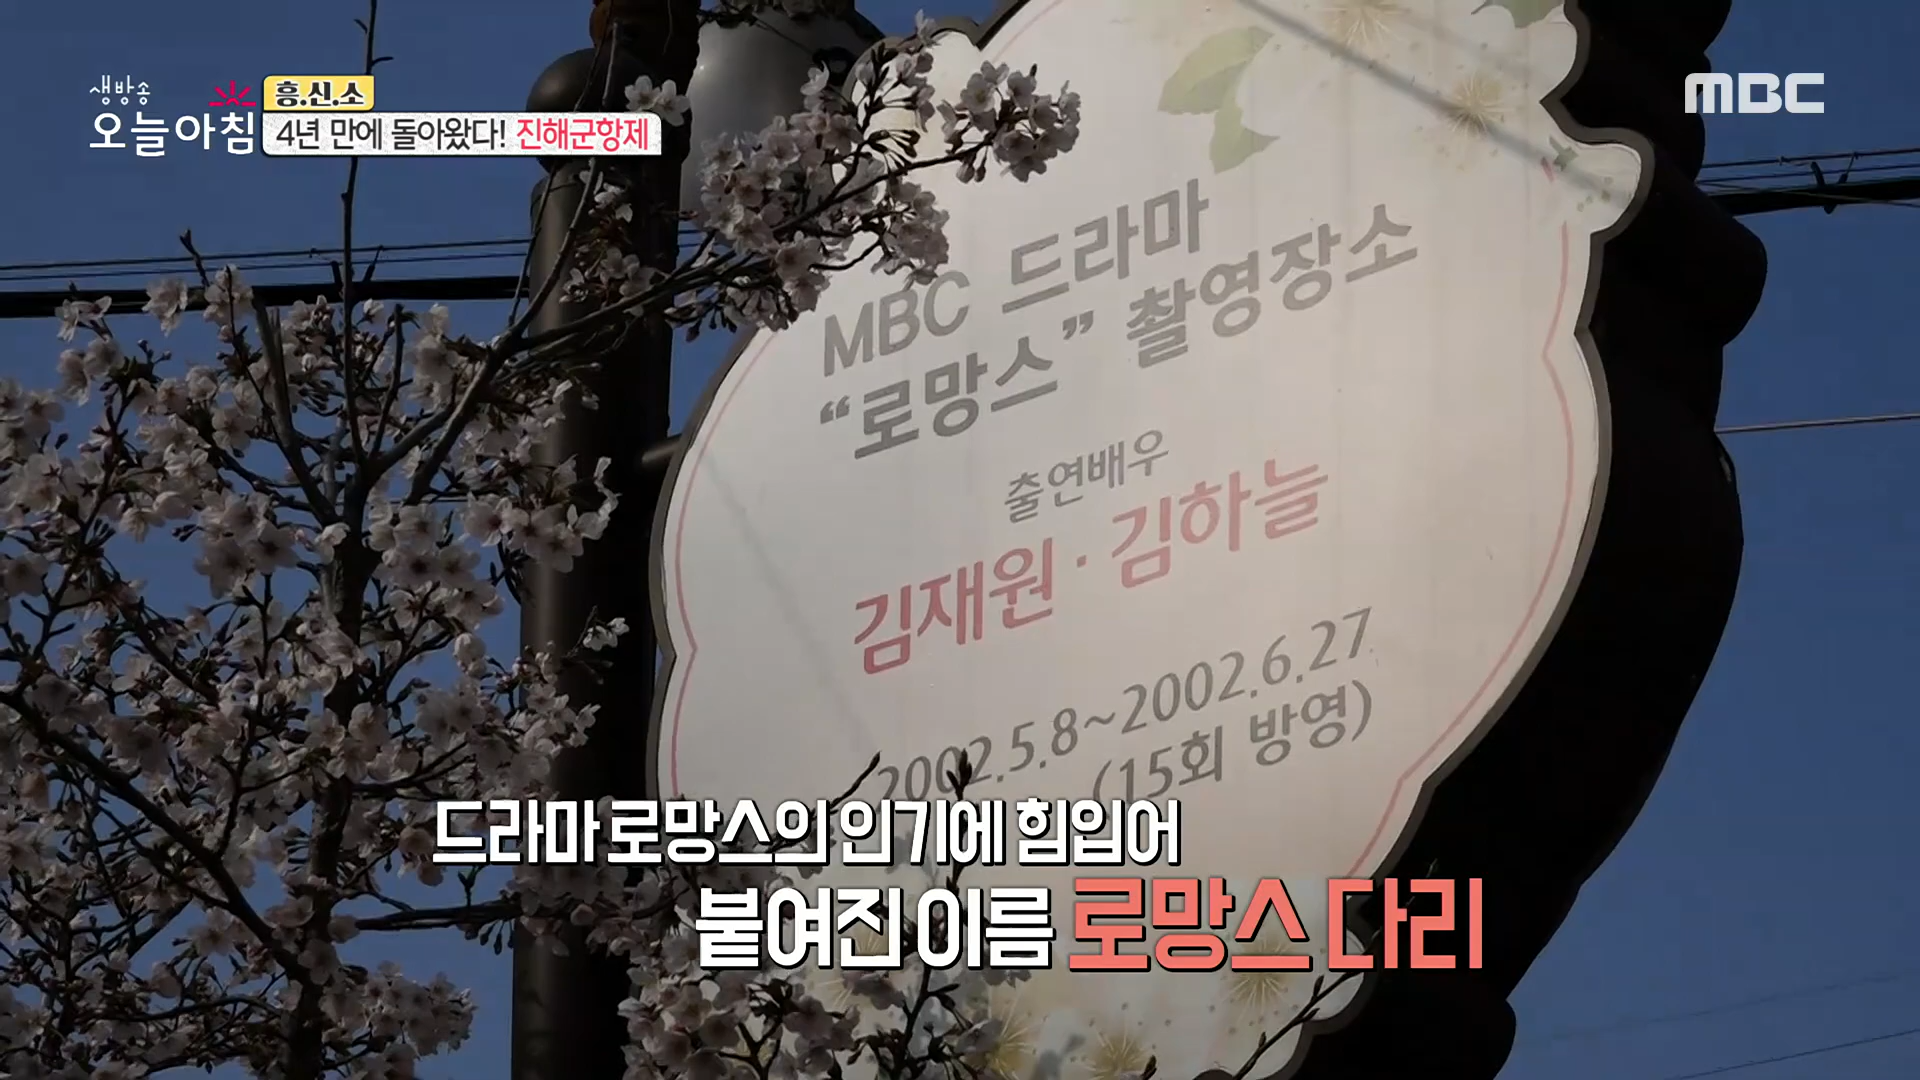 생방송
오늘아침
흥.신.소
4년 만에 돌아왔다! 진해군항제
MBC
MBC 드라마
“로망스” 촬영장소
출연배우
김재원·김하늘
2002.5.8~2002.6.27
(15회 방영)
드라마 로망스의 인기에 힘입어
붙여진 이름 로망스 다리